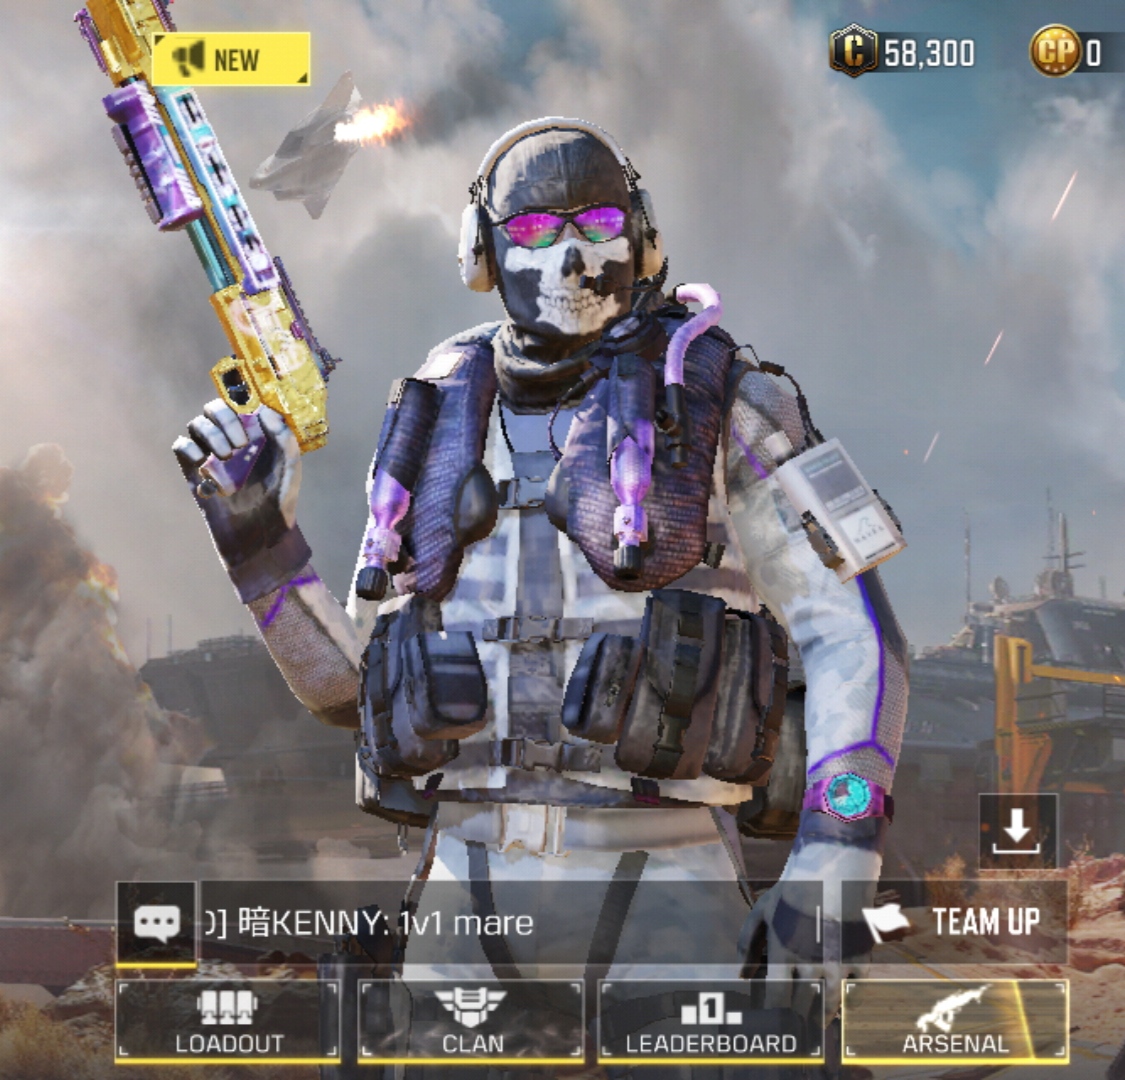 NEW
C 58,300
CP 0
)] 暗KENNY: 1v1 mare
TEAM UP
LOADOUT
CLAN
1
LEADERBOARD
ARSENAL